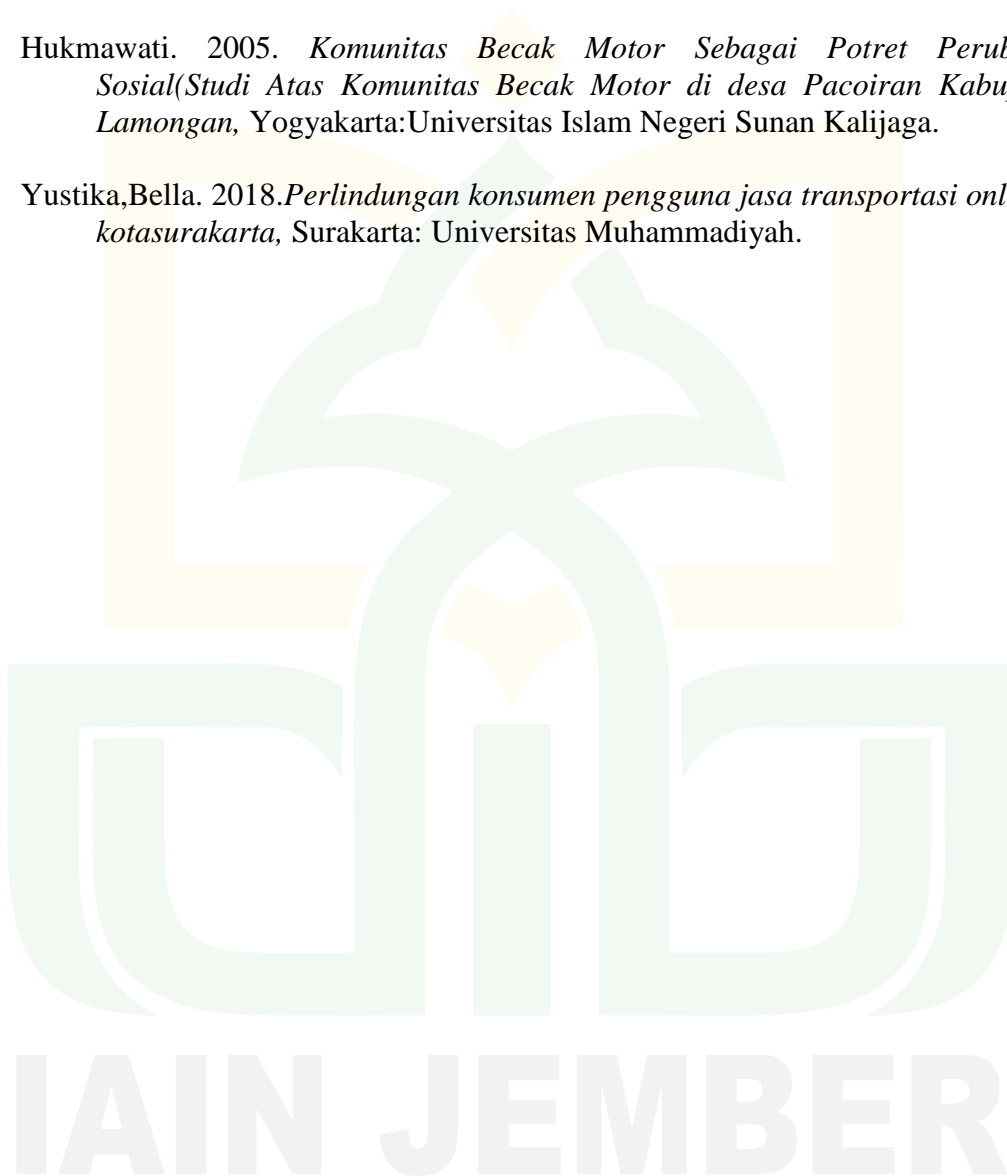 Hukmawati. 2005. Komunitas Becak Motor Sebagai Potret
Sosial(Studi Atas Komunitas Becak Motor di desa Pacoiran
Lamongan, Yogyakarta:Universitas Islam Negeri Sunan Kalijaga.
Yustika,Bella. 2018.Perlindungan konsumen pengguna jasa transportasi
kotasurakarta, Surakarta: Universitas Muhammadiyah.
IAIN JEMBER